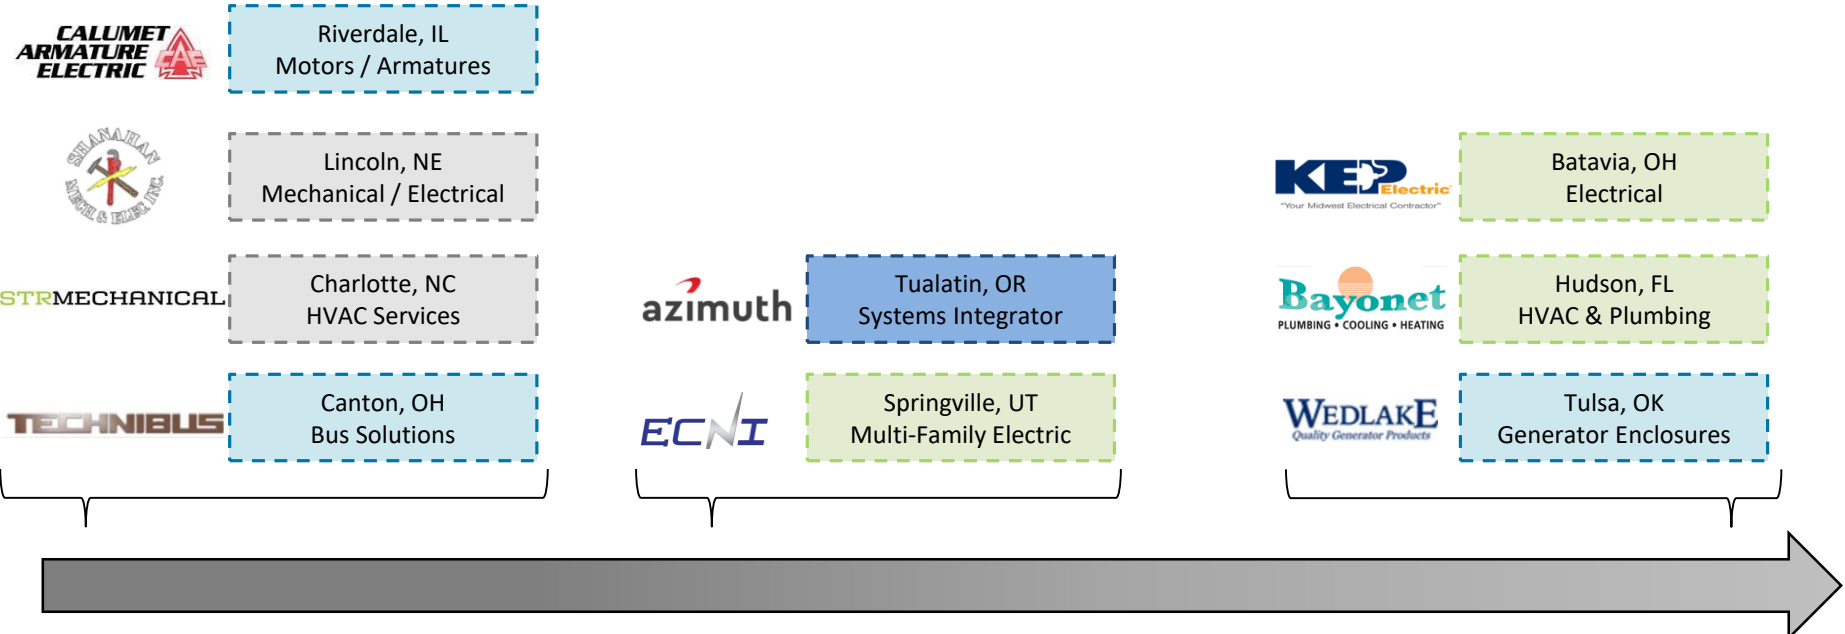 CALUMET
ARMATURE
ELECTRIC
CAE
Riverdale, IL
Motors / Armatures
SHANAHAN
MECH & ELEC INC.
Lincoln, NE
Mechanical / Electrical
STRMECHANICAL
Charlotte, NC
HVAC Services
TECHNIBUS
Canton, OH
Bus Solutions
azimuth
Tualatin, OR
Systems Integrator
ECNI
Springville, UT
Multi-Family Electric
KEP
Electric
"Your Midwest Electrical Contractor"
Batavia, OH
Electrical
Bayonet
PLUMBING • COOLING • HEATING
Hudson, FL
HVAC & Plumbing
WEDLAKE
Quality Generator Products
Tulsa, OK
Generator Enclosures